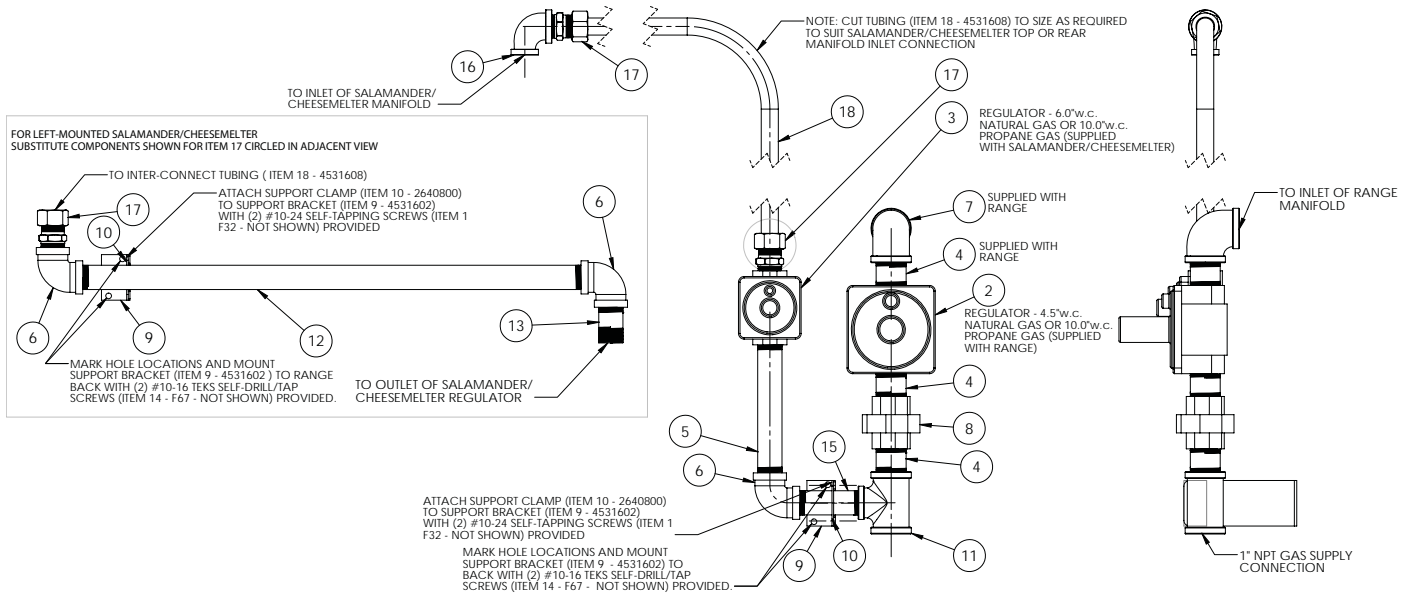 NOTE: CUT TUBING (ITEM 18 - 4531608) TO SIZE AS REQUIRED
TO SUIT SALAMANDER/CHEESEMELTER TOP OR REAR
MANIFOLD INLET CONNECTION
16
17
17
TO INLET OF SALAMANDER/
CHEESEMELTER MANIFOLD
18
3
REGULATOR - 6.0"w.c.
NATURAL GAS OR 10.0"w.c.
PROPANE GAS (SUPPLIED
WITH SALAMANDER/CHEESEMELTER)
FOR LEFT-MOUNTED SALAMANDER/CHEESEMELTER
SUBSTITUTE COMPONENTS SHOWN FOR ITEM 17 CIRCLED IN ADJACENT VIEW
TO INTER-CONNECT TUBING ( ITEM 18 - 4531608)
ATTACH SUPPORT CLAMP (ITEM 10 - 2640800)
TO SUPPORT BRACKET (ITEM 9 - 4531602)
WITH (2) #10-24 SELF-TAPPING SCREWS (ITEM 1
F32 - NOT SHOWN) PROVIDED
17
10
6
6
9
12
13
MARK HOLE LOCATIONS AND MOUNT
SUPPORT BRACKET (ITEM 9 - 4531602 ) TO RANGE
BACK WITH (2) #10-16 TEKS SELF-DRILL/TAP
SCREWS (ITEM 14 - F67 - NOT SHOWN) PROVIDED.
TO OUTLET OF SALAMANDER/
CHEESEMELTER REGULATOR
7
SUPPLIED WITH
RANGE
4
SUPPLIED WITH
RANGE
2
REGULATOR - 4.5"w.c.
NATURAL GAS OR 10.0"w.c.
PROPANE GAS (SUPPLIED
WITH RANGE)
TO INLET OF RANGE
MANIFOLD
4
8
4
5
6
15
ATTACH SUPPORT CLAMP (ITEM 10 - 2640800)
TO SUPPORT BRACKET (ITEM 9 - 4531602)
WITH (2) #10-24 SELF-TAPPING SCREWS (ITEM 1
F32 - NOT SHOWN) PROVIDED
MARK HOLE LOCATIONS AND MOUNT
SUPPORT BRACKET (ITEM 9 - 4531602) TO
BACK WITH (2) #10-16 TEKS SELF-DRILL/TAP
SCREWS (ITEM 14 - F67 - NOT SHOWN) PROVIDED.
9
10
11
1" NPT GAS SUPPLY
CONNECTION